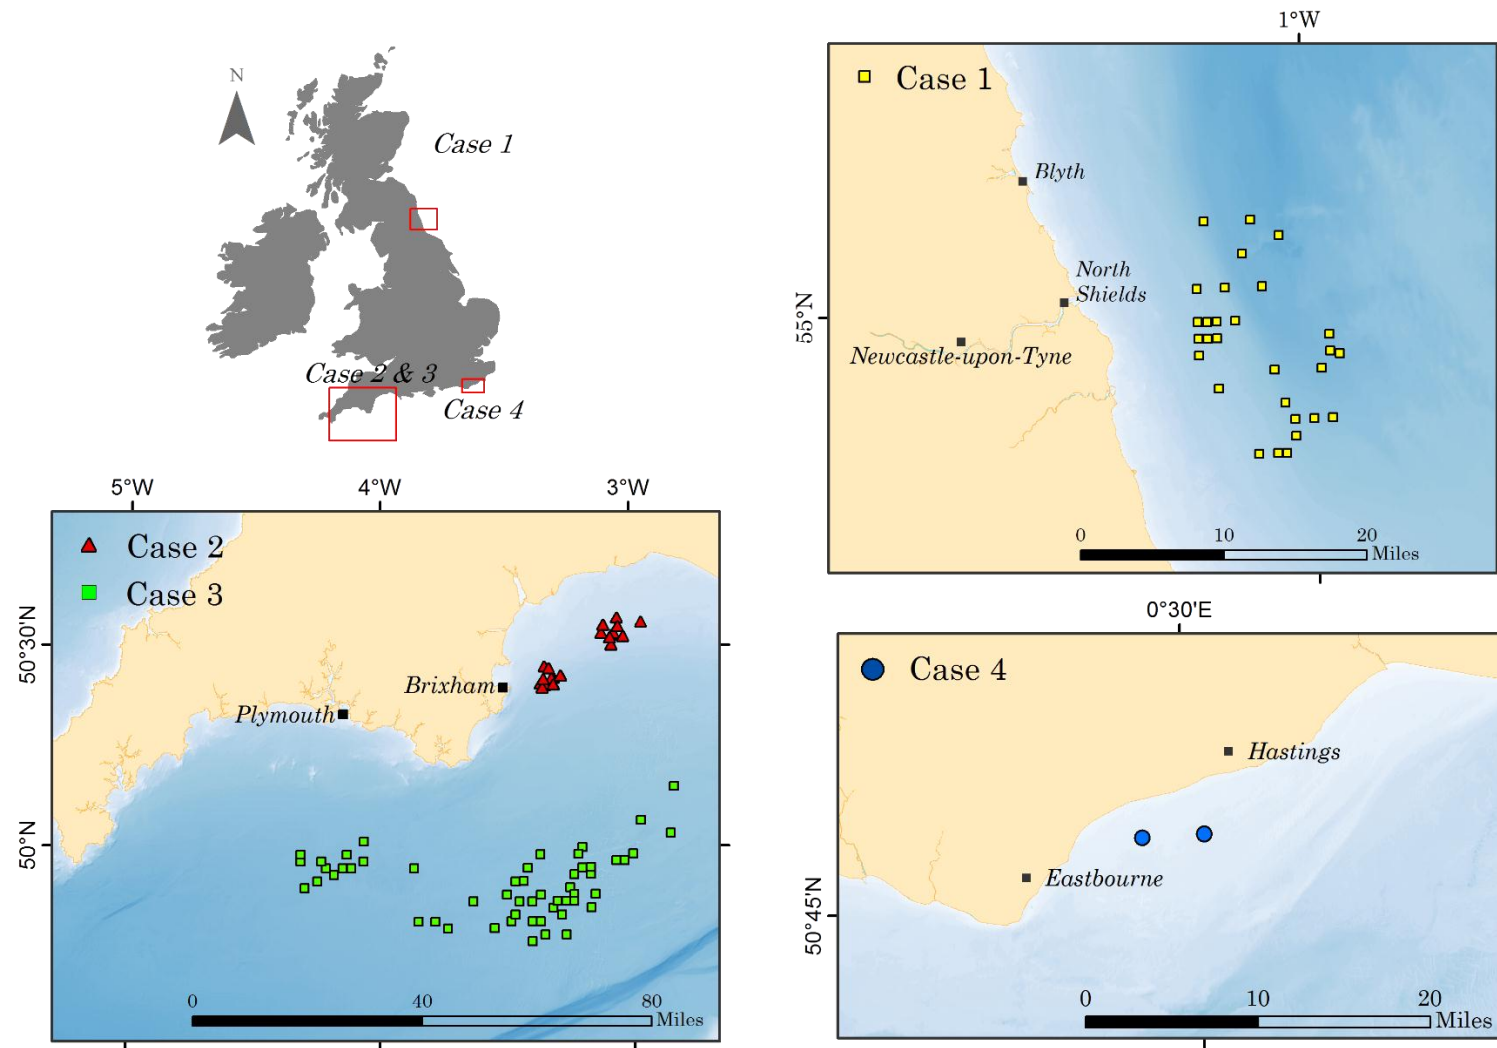 N
Case 1
Case 2 & 3
Case 4
1°W
Case 1
Blyth
North
Shields
55°N
Newcastle-upon-Tyne
0 10 20
Miles
5°W 4°W 3°W
Case 2
Case 3
50°30'N
Brixham
Plymouth
50°N
0 40 80
Miles
0°30'E
Case 4
Hastings
Eastbourne
50°45'N
0 10 20
Miles